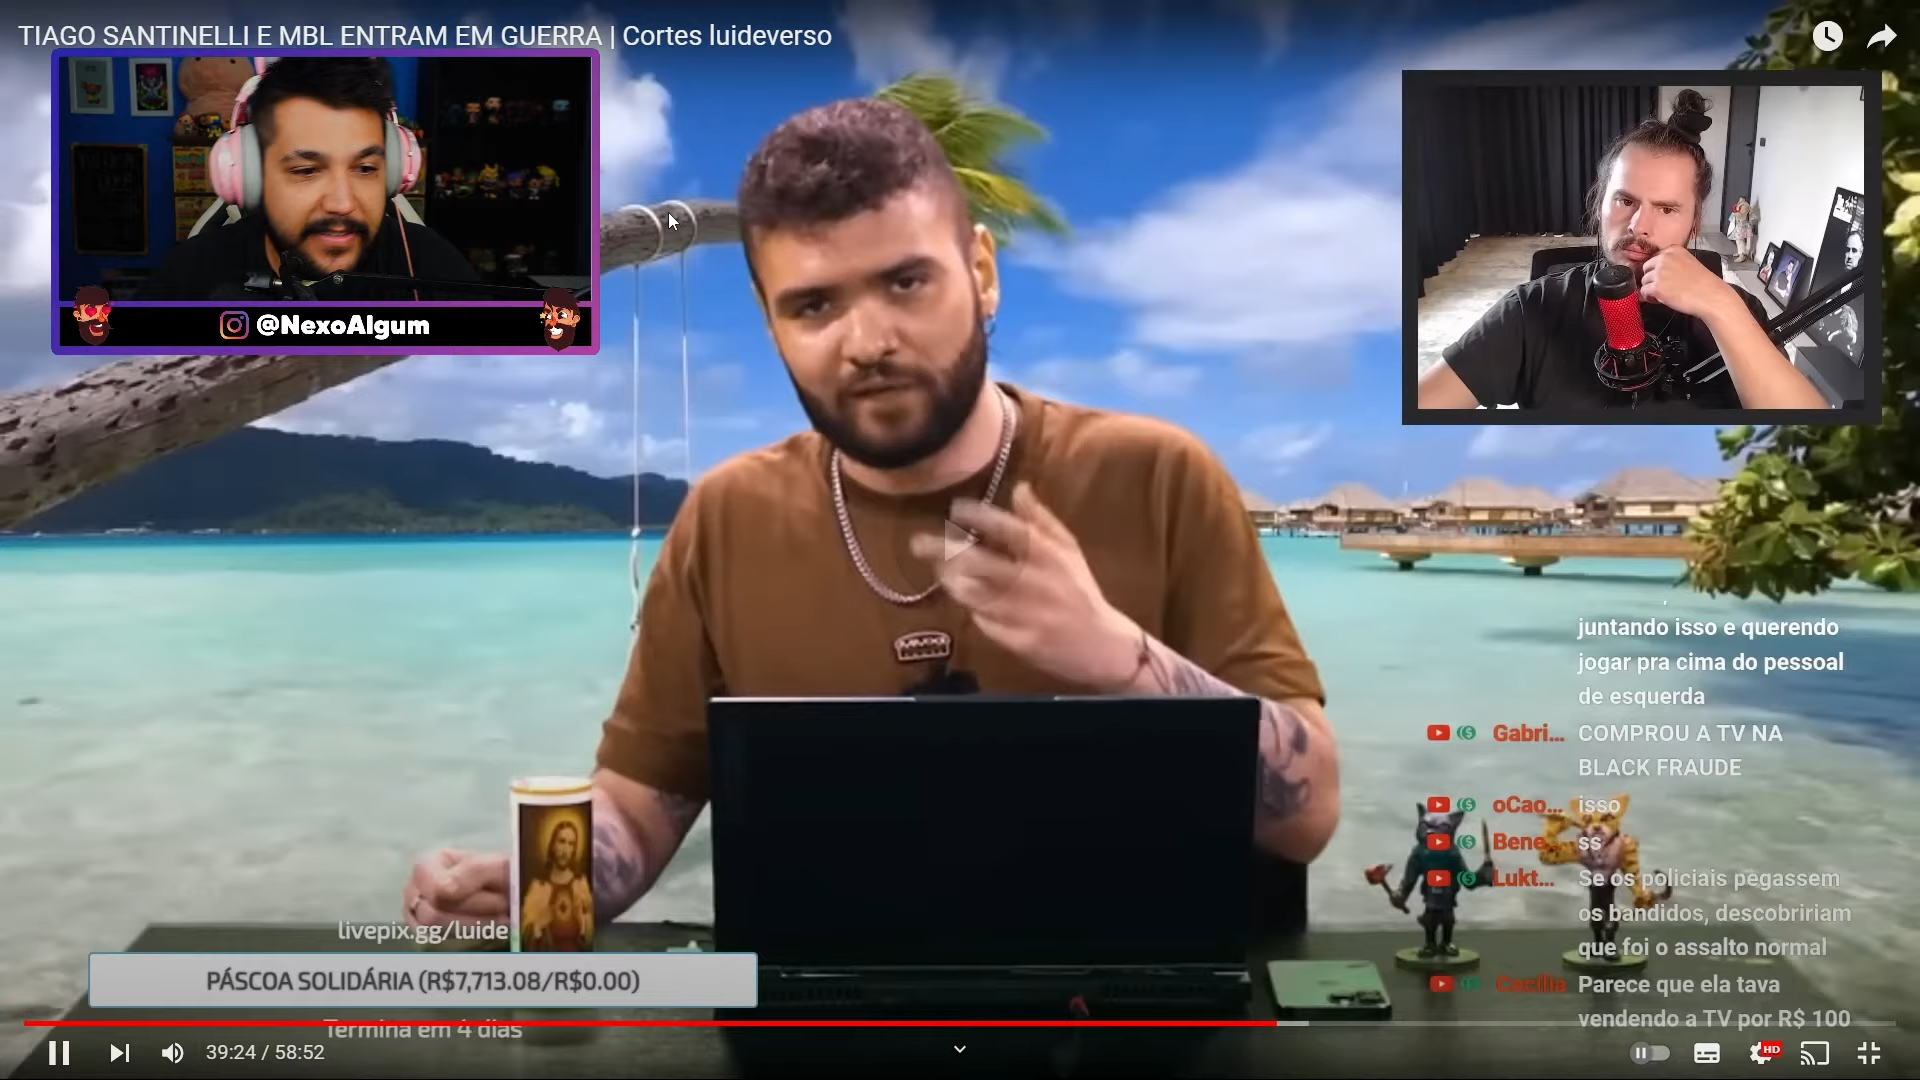 TIAGO SANTINELLI E MBL ENTRAM EM GUERRA | Cortes luideverso
@NexoAlgum
juntando isso e querendo
jogar pra cima do pessoal
de esquerda
Gabri... COMPROU A TV NA
BLACK FRAUDE
oCao... isso
Bene... ss
Lukt... Se os policiais pegassem
os bandidos, descobririam
que foi o assalto normal
Cecilia Parece que ela tava
vendendo a TV por R$ 100
livepix.gg/luide
PÁSCOA SOLIDÁRIA (R$7,713.08/R$0.00)
Termina em 4 dias
39:24 / 58:52
HD